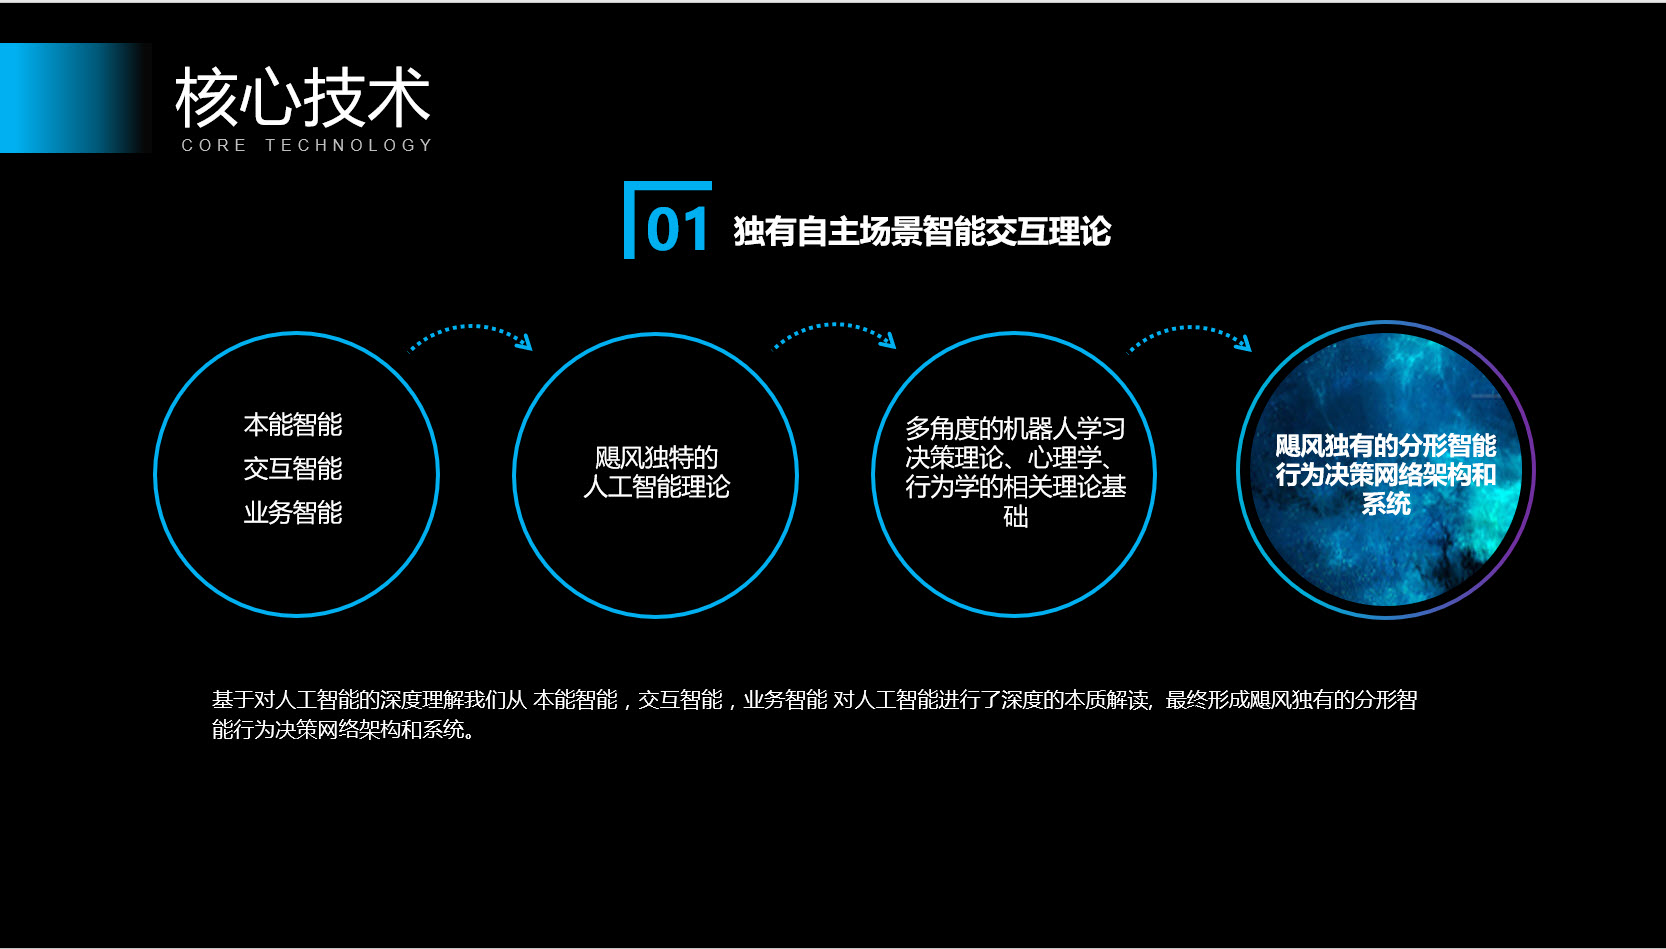 核心技术
CORE TECHNOLOGY
01 独有自主场景智能交互理论
本能智能
交互智能
业务智能
飓风独特的
人工智能理论
多角度的机器人学习
决策理论、心理学、
行为学的相关理论基
础
飓风独有的分形智能
行为决策网络架构和
系统
基于对人工智能的深度理解我们从 本能智能，交互智能，业务智能 对人工智能进行了深度的本质解读, 最终形成飓风独有的分形智
能行为决策网络架构和系统。